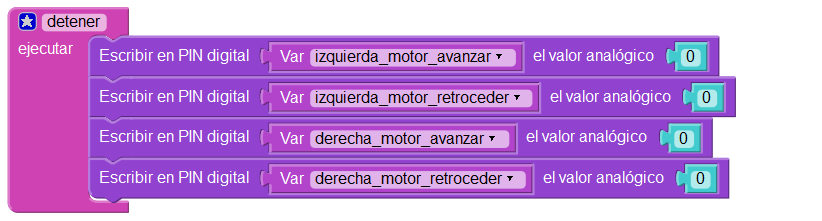 detener
ejecutar Escribir en PIN digital Var izquierda_motor_avanzar el valor analógico 0
Escribir en PIN digital Var izquierda_motor_retroceder el valor analógico 0
Escribir en PIN digital Var derecha_motor_avanzar el valor analógico 0
Escribir en PIN digital Var derecha_motor_retroceder el valor analógico 0